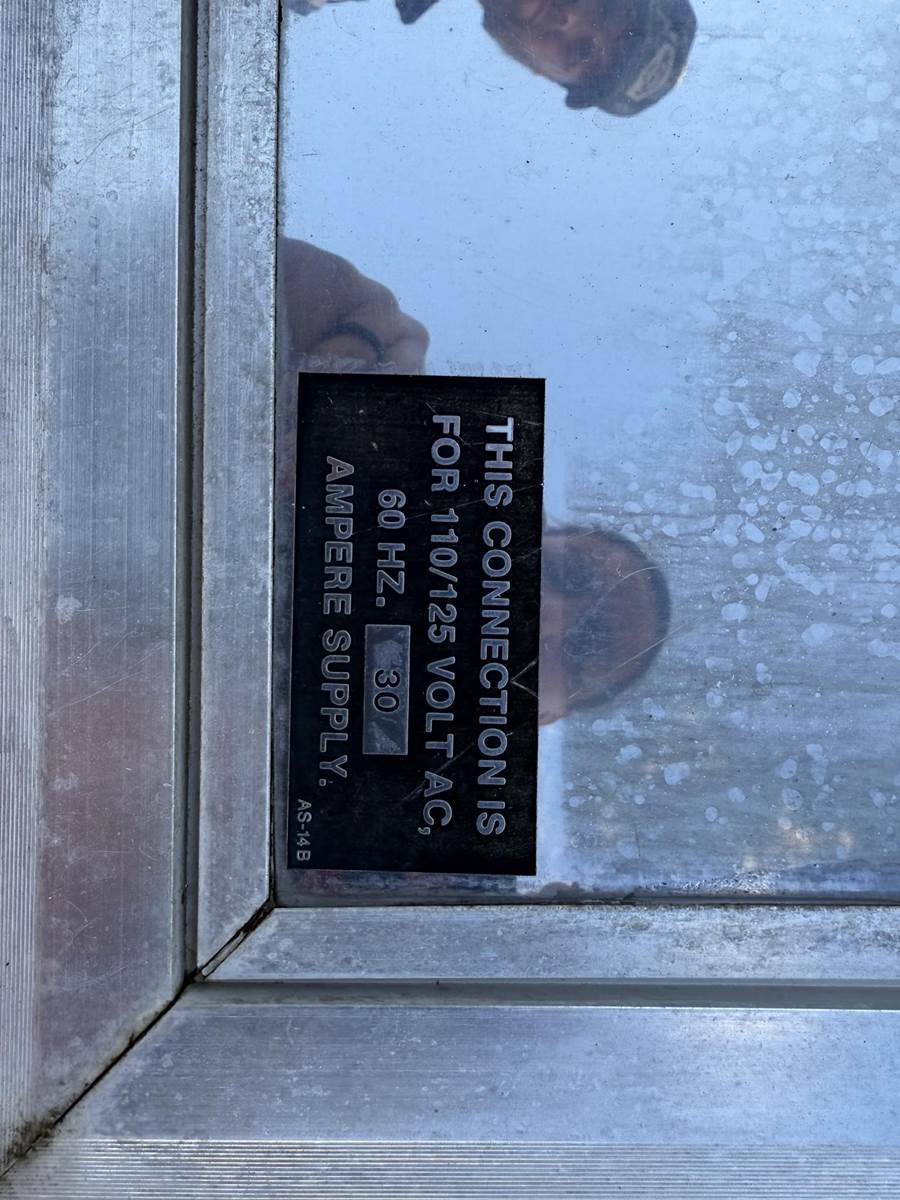 THIS CONNECTION IS
FOR 110/125 VOLT AC,
60 HZ. 30
AMPERE SUPPLY.
AS-14B